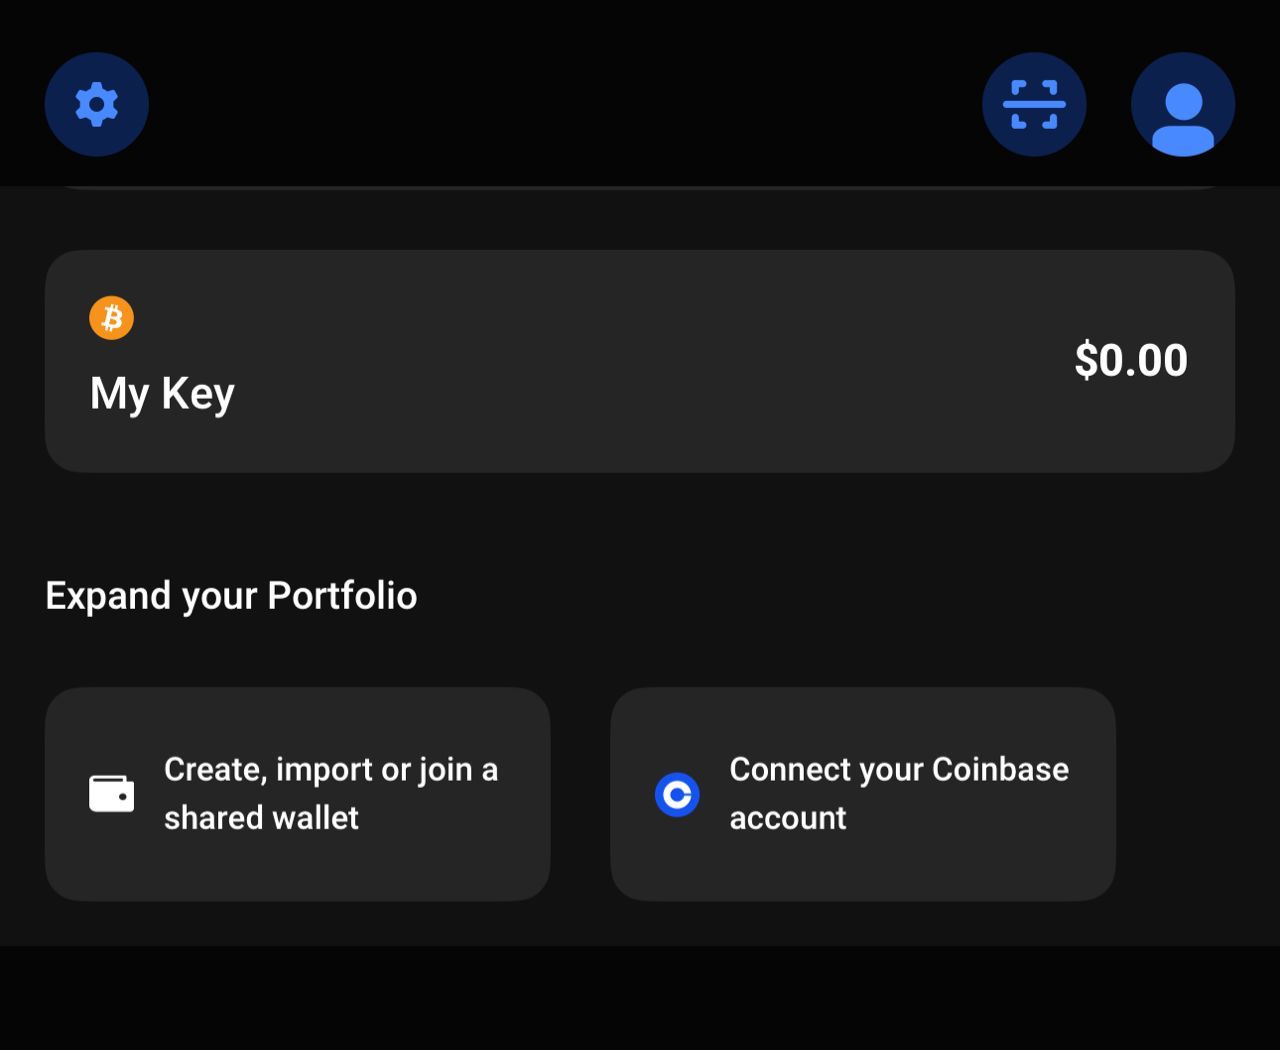 My Key
$0.00
Expand your Portfolio
Create, import or join a
shared wallet
Connect your Coinbase
account